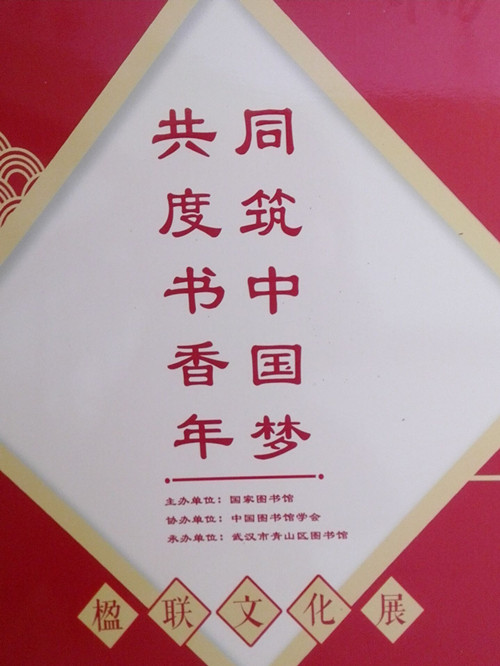 同筑中国梦
共度书香年
主办单位：国家图书馆
协办单位：中国图书馆学会
承办单位：武汉市青山区图书馆
楹联文化展